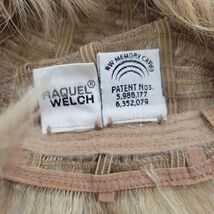 RAQUEL
WELCH
RW MEMORY CAP®
PATENT Nos.
5,988,177
6,352,079